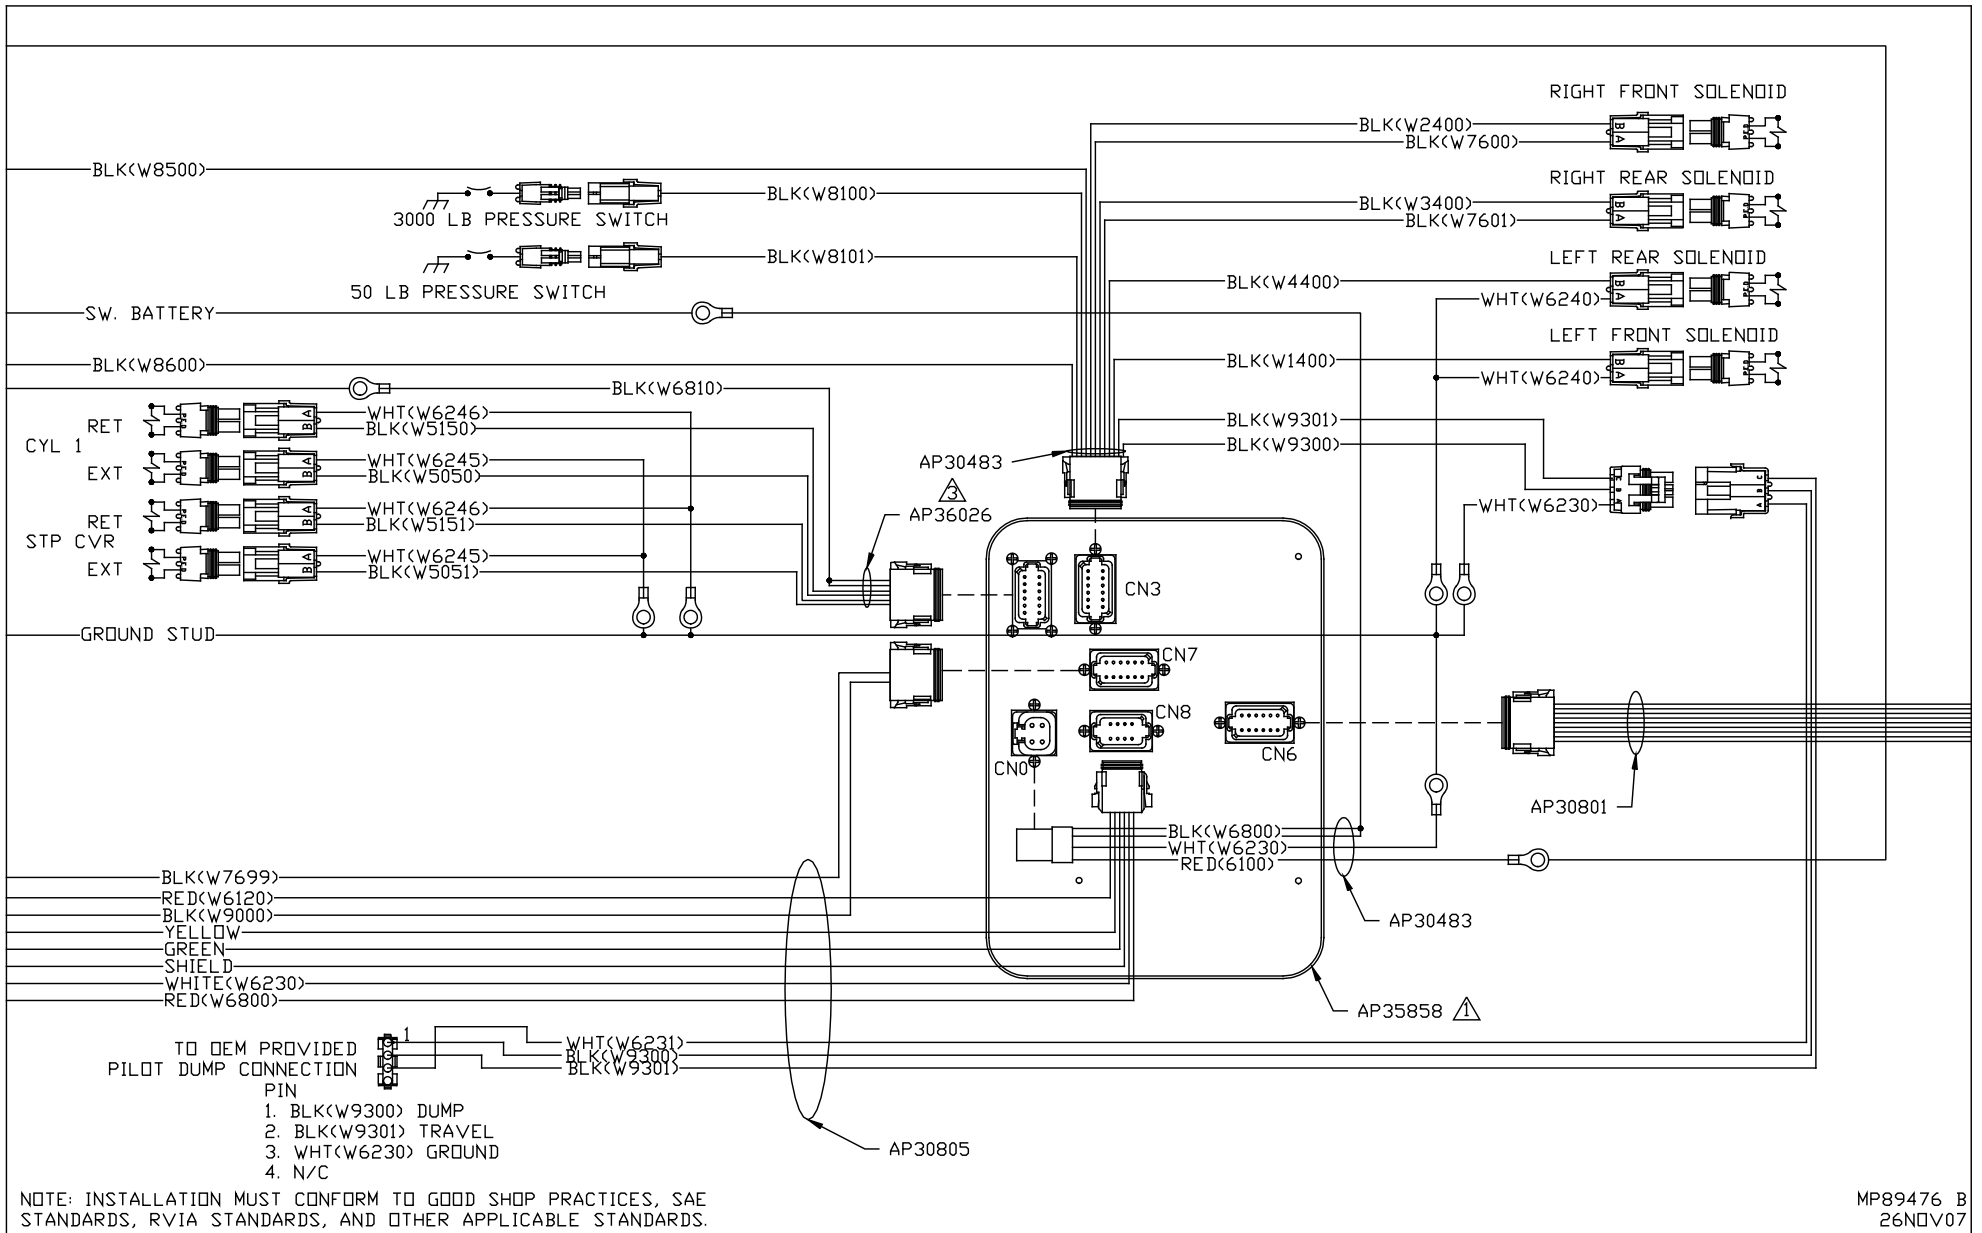 RIGHT FRONT SOLENOID
BLK(W2400)
BLK(W7600)
B
A
BLK(W8500)
RIGHT REAR SOLENOID
BLK(W8100)
BLK(W3400)
BLK(W7601)
B
A
3000 LB PRESSURE SWITCH
LEFT REAR SOLENOID
BLK(W8101)
BLK(W4400)
WHT(W6240)
B
A
50 LB PRESSURE SWITCH
SW. BATTERY
LEFT FRONT SOLENOID
BLK(W8600)
BLK(W1400)
WHT(W6240)
B
A
BLK(W6810)
RET
WHT(W6246)
BLK(W5150)
A
B
BLK(W9301)
BLK(W9300)
CYL 1
EXT
WHT(W6245)
BLK(W5050)
A
B
AP30483
C
B
A
3
AP36026
WHT(W6230)
RET
WHT(W6246)
BLK(W5151)
A
B
STP CVR
EXT
WHT(W6245)
BLK(W5051)
A
B
CN3
GROUND STUD
CN7
CN8
CN6
CN0
AP30801
BLK(W6800)
WHT(W6230)
RED(6100)
BLK(W7699)
RED(W6120)
BLK(W9000)
YELLOW
GREEN
SHIELD
WHITE(W6230)
RED(W6800)
AP30483
AP35858 1
1
TO OEM PROVIDED
PILOT DUMP CONNECTION
WHT(W6231)
BLK(W9300)
BLK(W9301)
PIN
1. BLK(W9300) DUMP
2. BLK(W9301) TRAVEL
3. WHT(W6230) GROUND
4. N/C
AP30805
NOTE: INSTALLATION MUST CONFORM TO GOOD SHOP PRACTICES, SAE
STANDARDS, RVIA STANDARDS, AND OTHER APPLICABLE STANDARDS.
MP89476 B
26NOV07